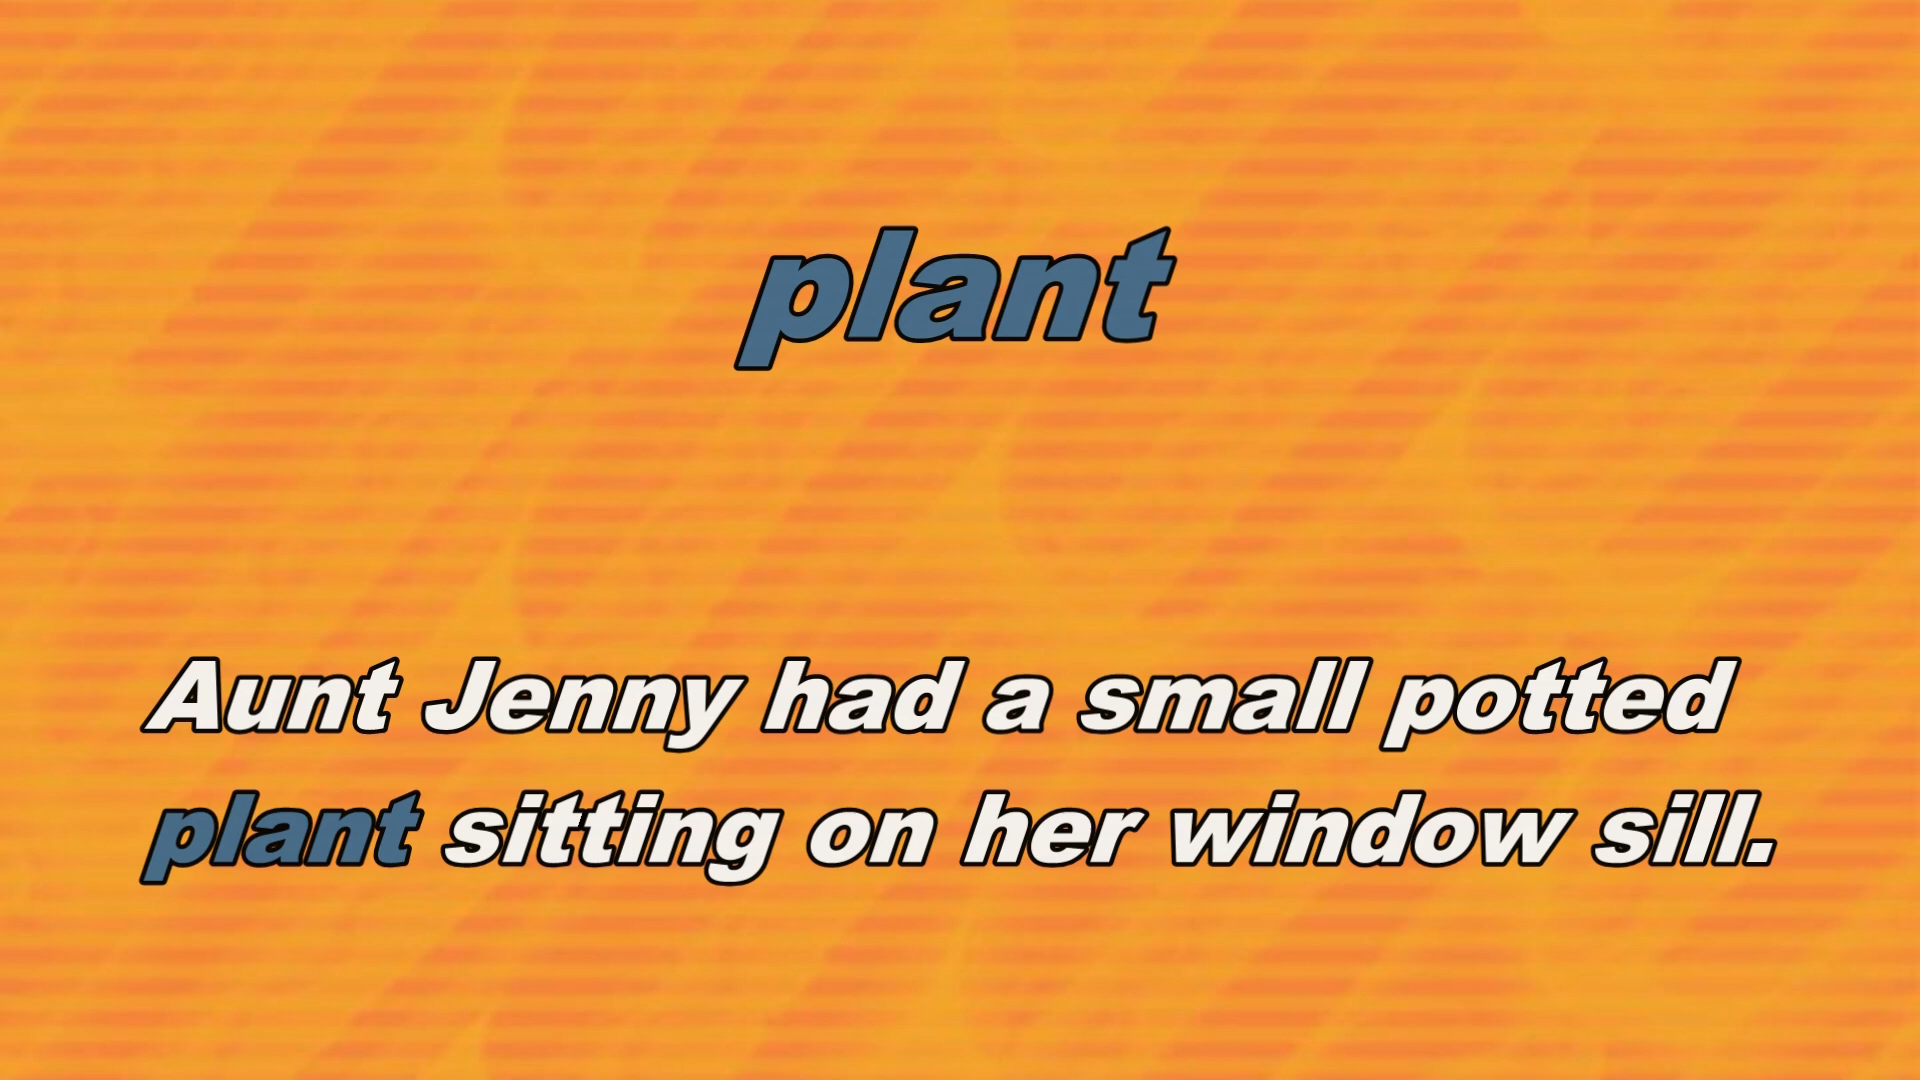 plant
Aunt Jenny had a small potted
plant sitting on her window sill.